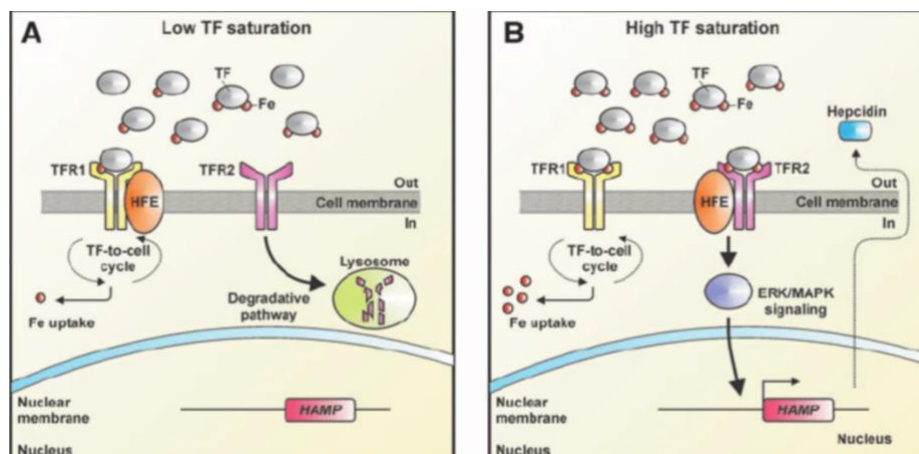 A
Low TF saturation
TF
Fe
TFR1
TFR2
HFE
Out
Cell membrane
In
TF-to-cell
cycle
Lysosome
Degradative
pathway
Fe uptake
Nuclear
membrane
HAMP
Nucleus
B
High TF saturation
TF
Fe
Hepcidin
TFR1
TFR2
HFE
Out
Cell membrane
In
TF-to-cell
cycle
ERK/MAPK
signaling
Fe uptake
Nuclear
membrane
HAMP
Nucleus
Nucleus